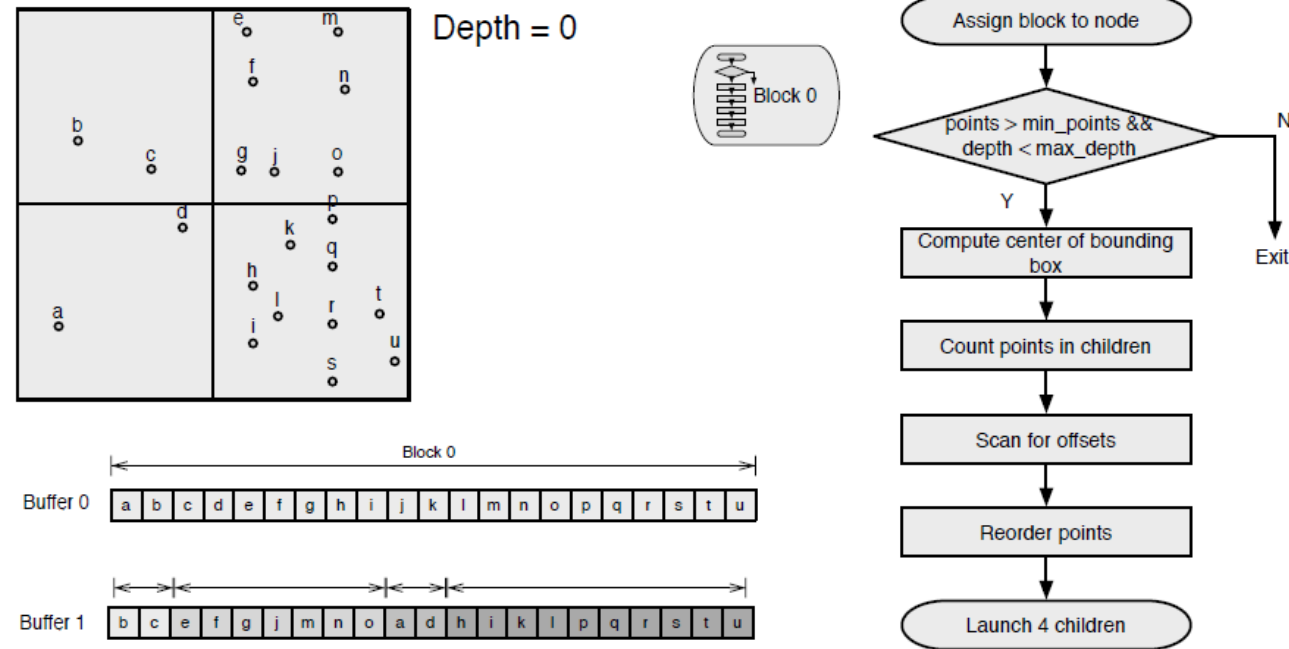 Depth = 0
e m
f n
b
c g j o
d p
k q
h
a l r t
i u
s
Block 0
Buffer 0 a b c d e f g h i j k l m n o p q r s t u
Buffer 1 b c e f g j m n o a d h i k l p q r s t u
Block 0
Assign block to node
points > min_points &&
depth < max_depth
N
Y
Exit
Compute center of bounding
box
Count points in children
Scan for offsets
Reorder points
Launch 4 children